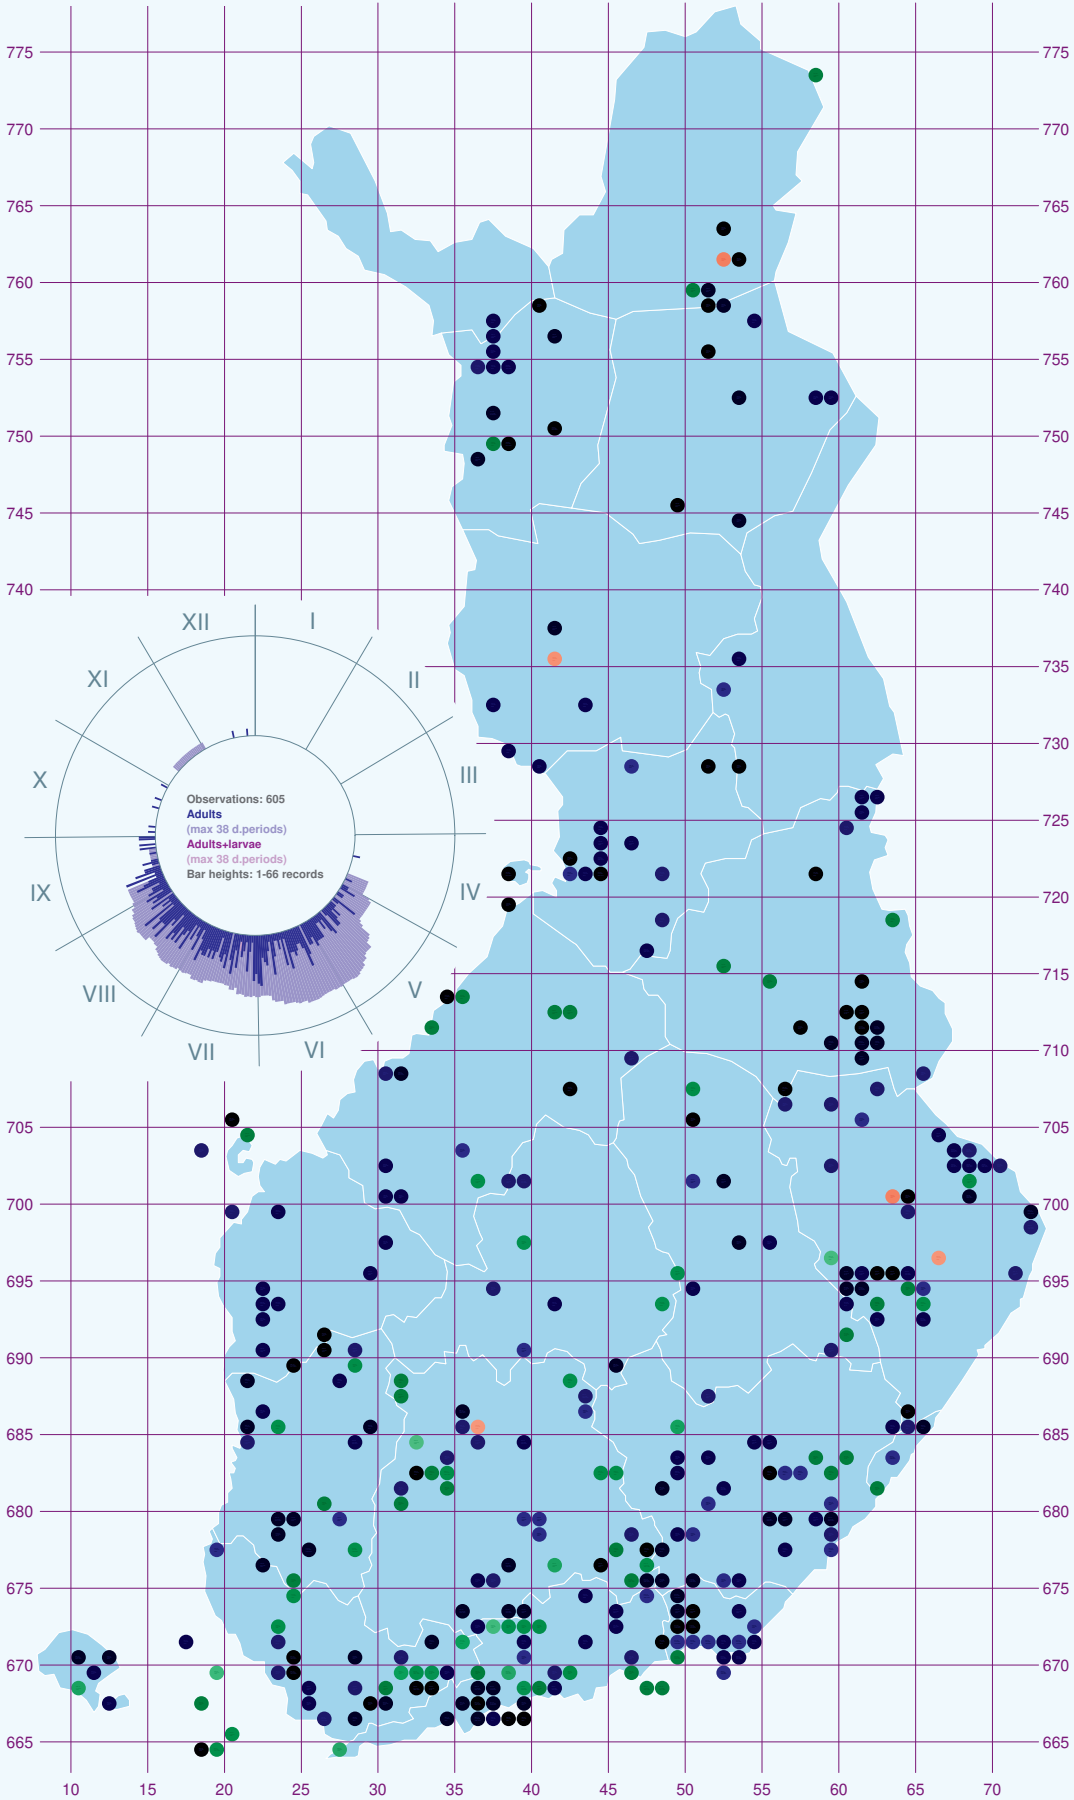 775 775
770 770
765 765
760 760
755 755
750 750
745 745
740 740
XII I
XI II
735 735
730 730
X III
Observations: 605
Adults
(max 38 d.periods)
Adults+larvae
(max 38 d.periods)
Bar heights: 1-66 records
725 725
IX IV
720 720
715 715
VIII V
VII VI
710 710
705 705
700 700
695 695
690 690
685 685
680 680
675 675
670 670
665 665
10 15 20 25 30 35 40 45 50 55 60 65 70